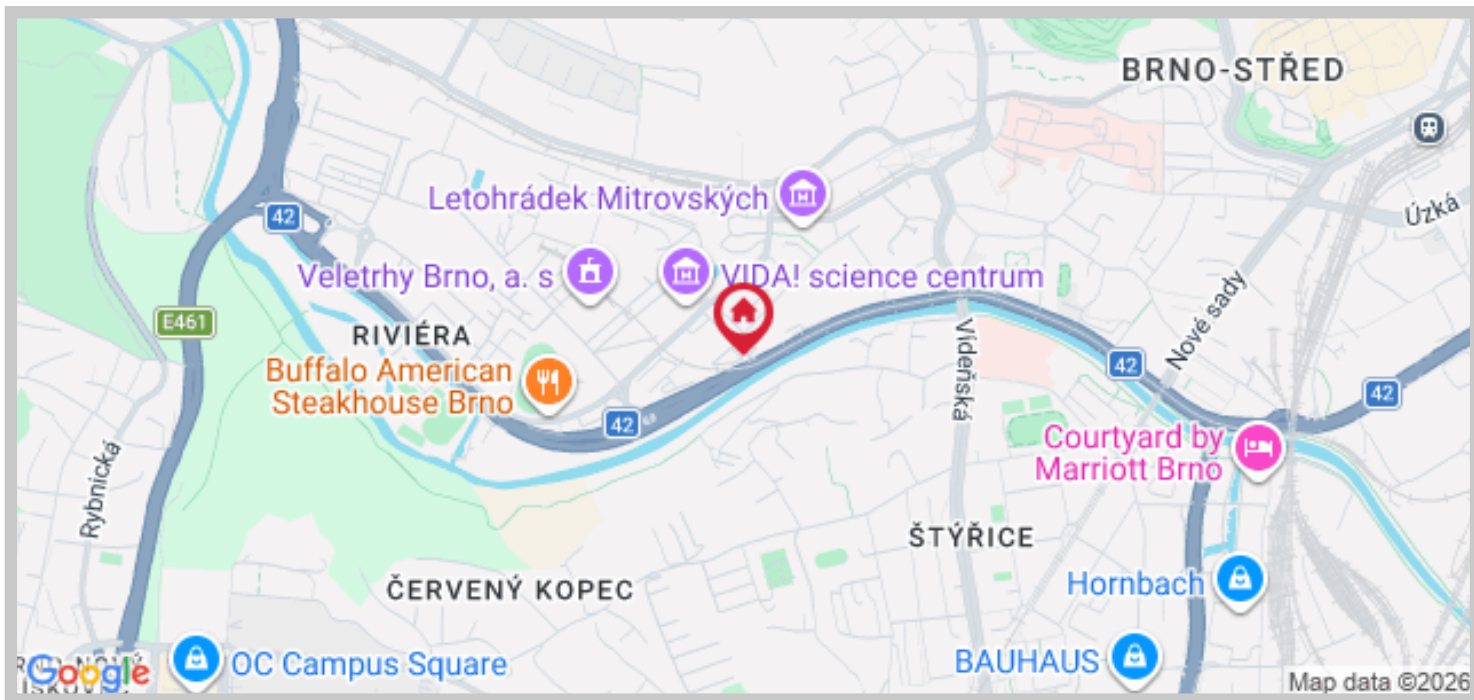 BRNO-STŘED
Letohrádek Mitrovských
Úzká
42
Veletrhy Brno, a. s
VIDA! science centrum
Nové sady
E461
RIVIÉRA
Vídeňská
Buffalo American
Steakhouse Brno
42
42
42
Courtyard by
Marriott Brno
Rybnická
ŠTÝŘICE
ČERVENÝ KOPEC
Hornbach
OC Campus Square
BAUHAUS
Google
Map data ©2026